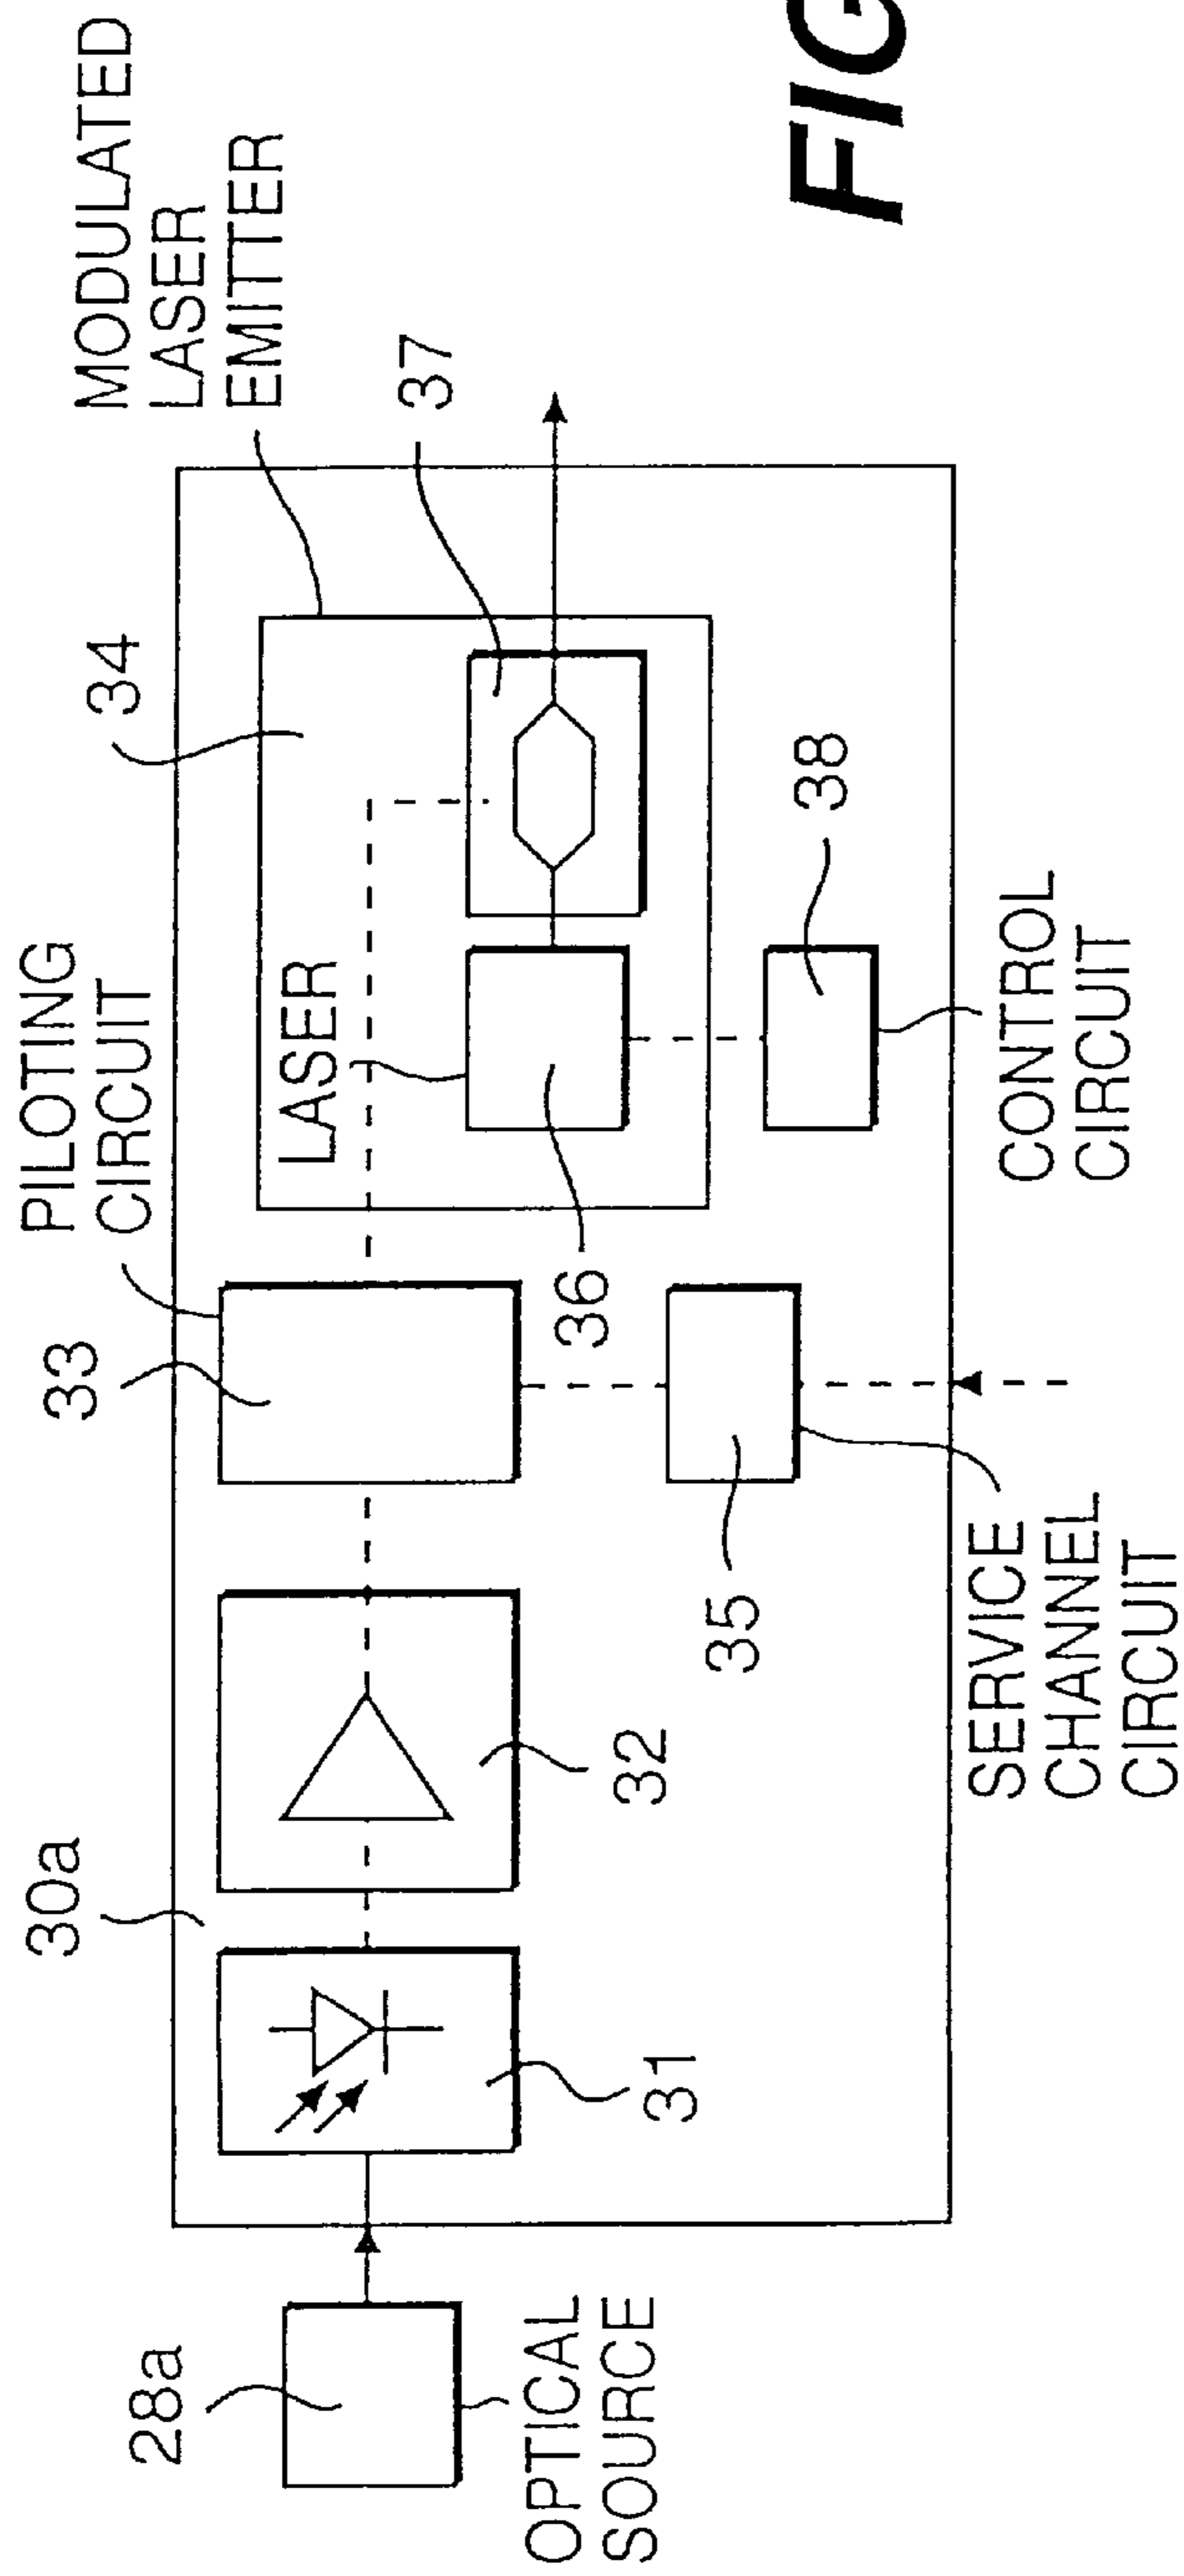 28a
OPTICAL
SOURCE
30a
31
32
33
PILOTING
CIRCUIT
34
MODULATED
LASER
EMITTER
LASER
36
37
38
CONTROL
CIRCUIT
35
SERVICE
CHANNEL
CIRCUIT
FIG